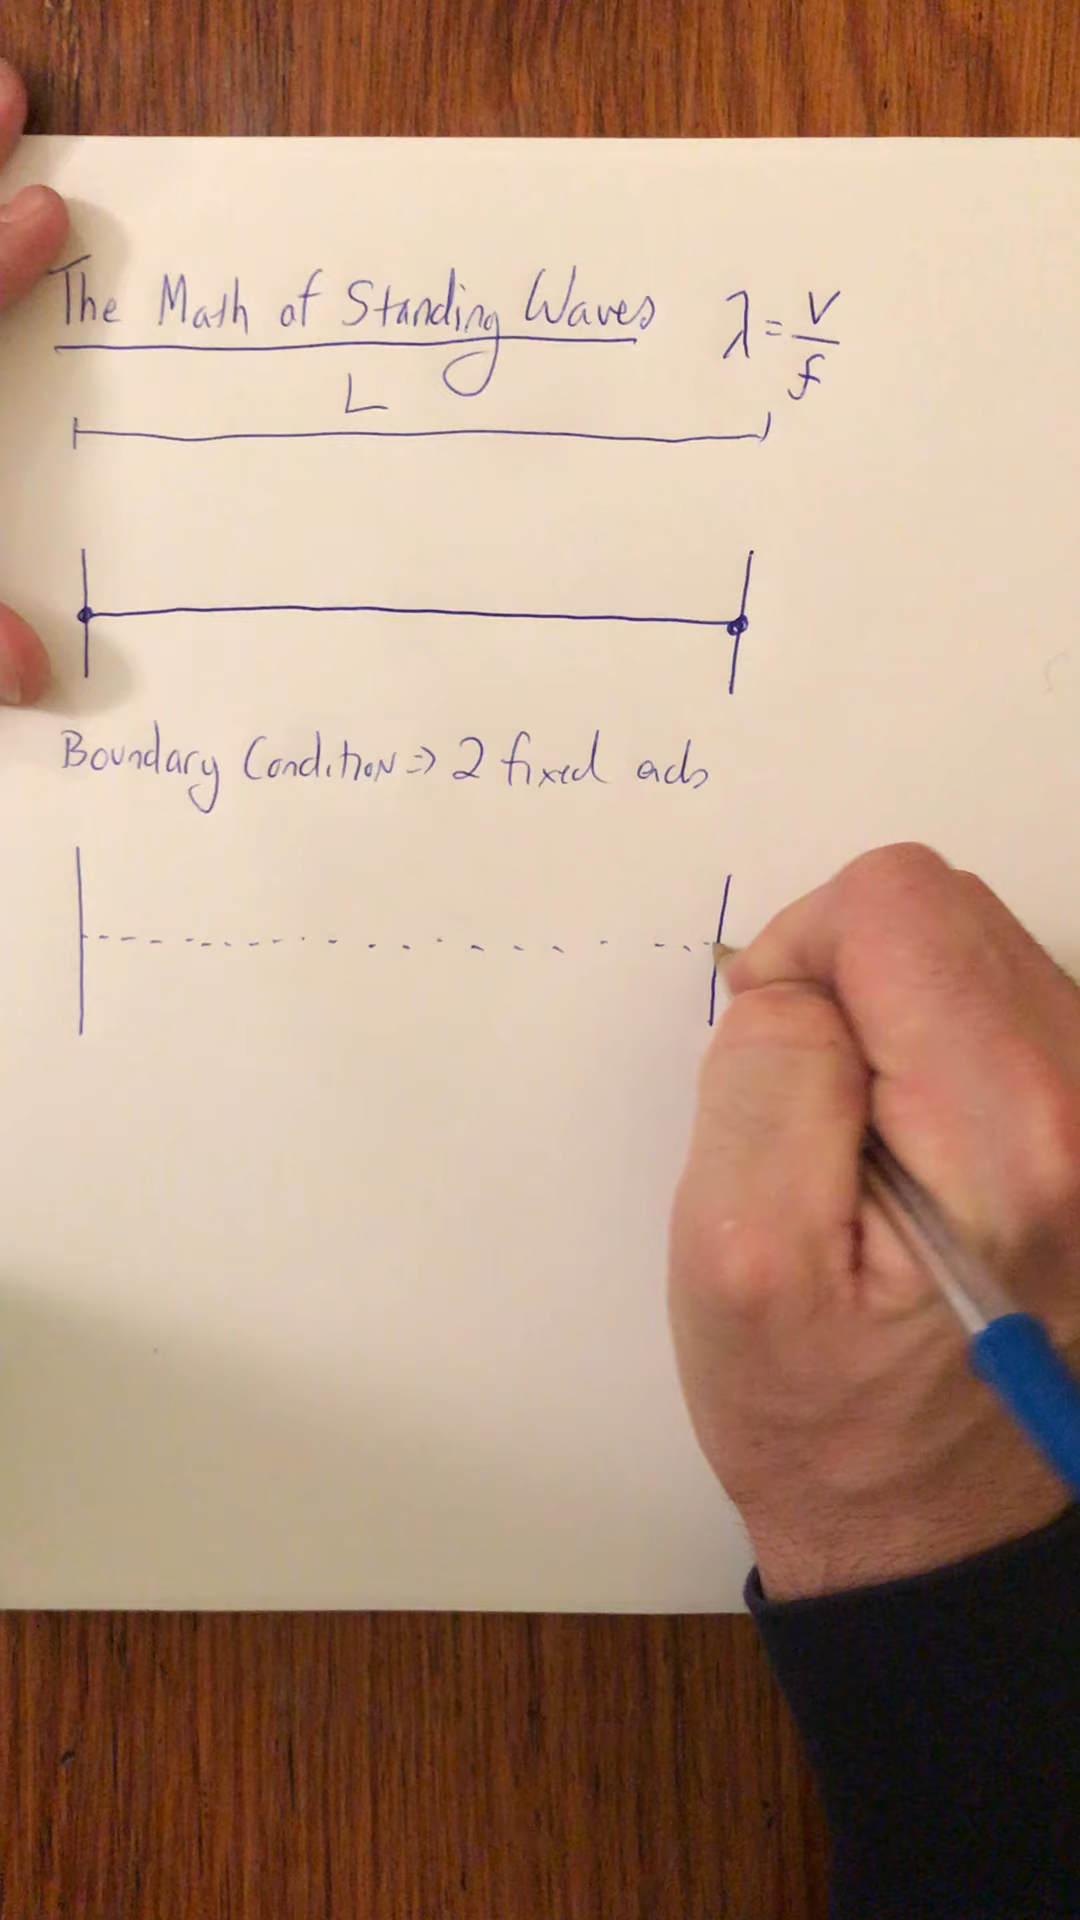 The Math of Standing Waves λ = v/f
L
Boundary Condition => 2 fixed ends